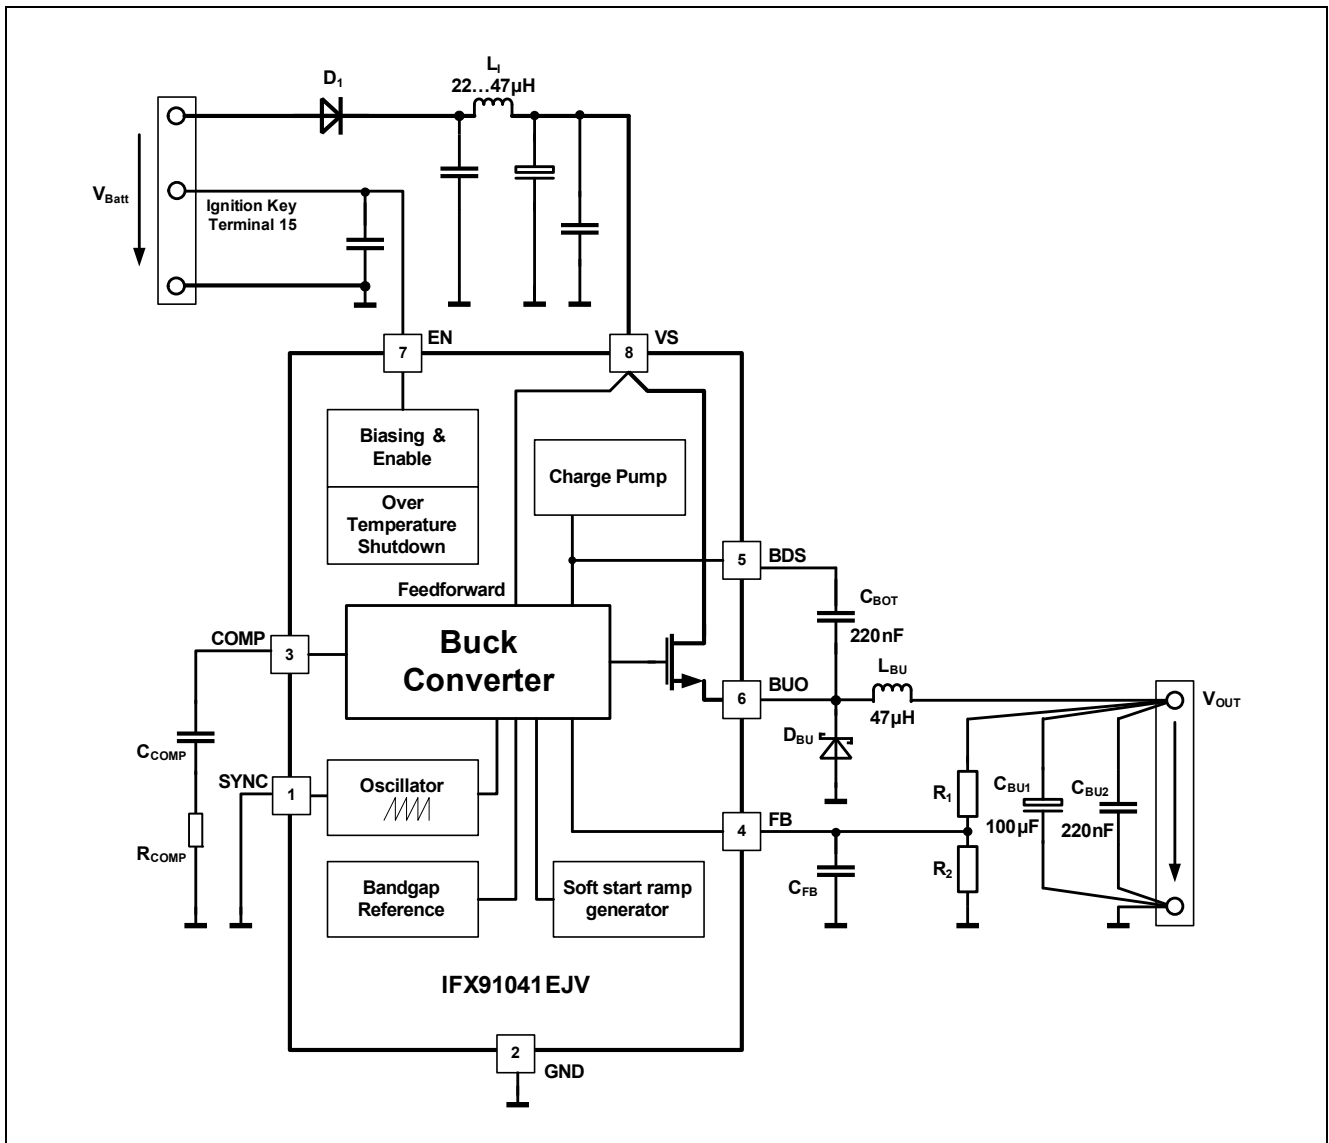 D1
LI
22...47µH
VBatt
Ignition Key
Terminal 15
EN
VS
7
8
Biasing &
Enable
Over
Temperature
Shutdown
Charge Pump
5
BDS
Feedforward
CBOT
220nF
COMP
3
Buck
Converter
LBU
6
BUO
47µH
VOUT
DBU
CCOMP
SYNC
1
Oscillator
R1
CBU1
100µF
CBU2
220nF
4
FB
RCOMP
R2
CFB
Bandgap
Reference
Soft start ramp
generator
IFX91041EJV
2
GND